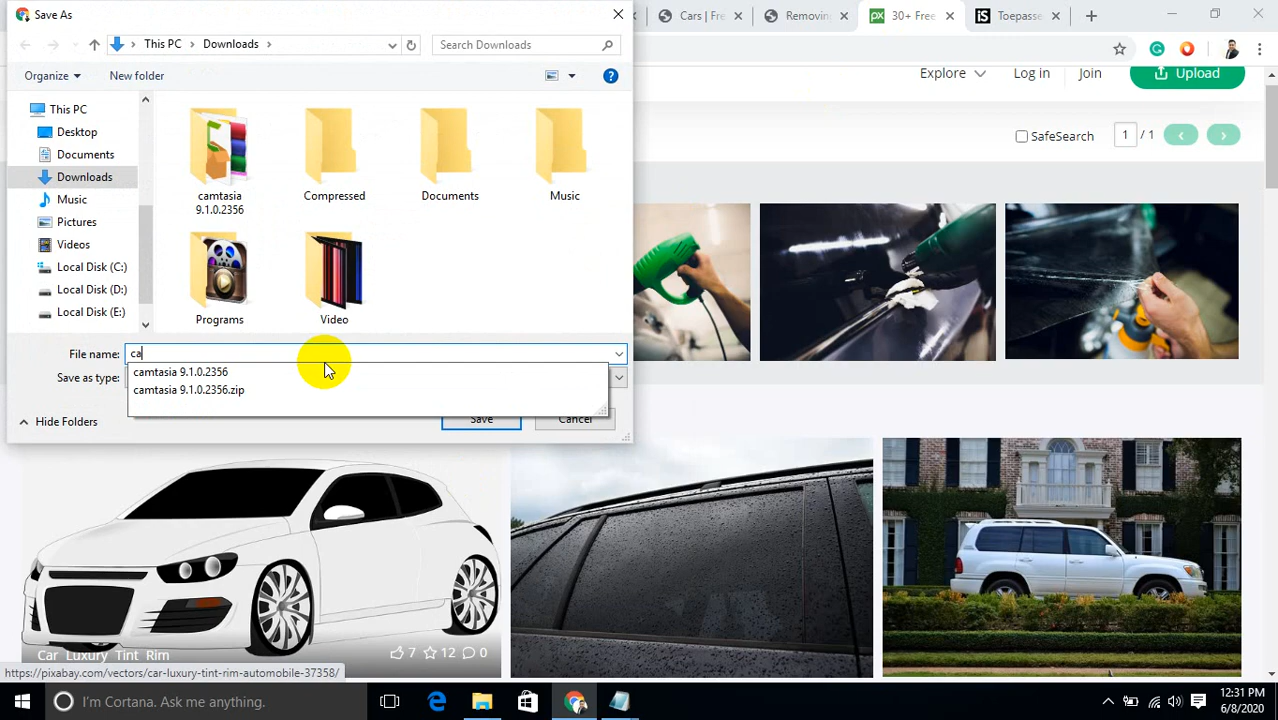 Save As
Cars | Fre
Removing
30+ Free
Toepasse
This PC
Downloads
Search Downloads
Organize
New folder
Explore
Log in
Join
Upload
SafeSearch
1
/ 1
This PC
Desktop
Documents
Downloads
Music
Pictures
Videos
Local Disk (C:)
Local Disk (D:)
Local Disk (E:)
camtasia
9.1.0.2356
Compressed
Documents
Music
Programs
Video
File name:
ca
Save as type:
camtasia 9.1.0.2356
camtasia 9.1.0.2356.zip
Hide Folders
Save
Cancel
Car Luxury Tint Rim
7
12
0
https://pixabay.com/vectors/car-luxury-tint-rim-automobile-37358/
I'm Cortana. Ask me anything.
12:31 PM
6/8/2020